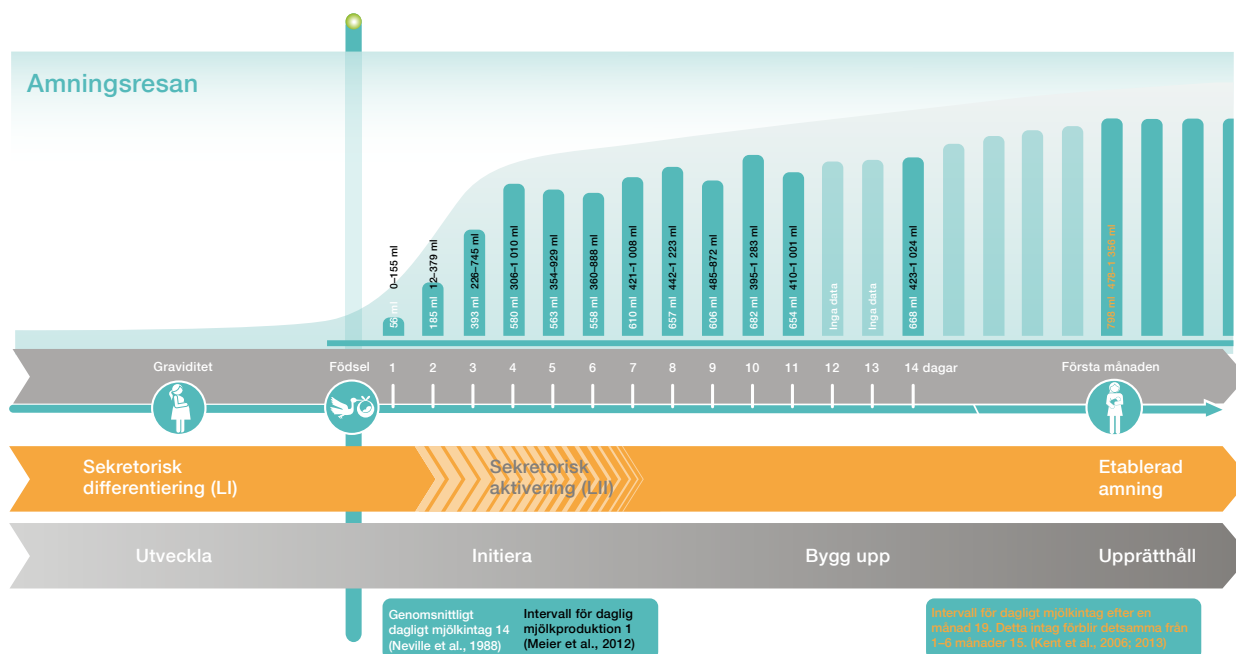 Amningsresan
56 ml 0–155 ml
185 ml 12–379 ml
393 ml 226–745 ml
580 ml 306–1 010 ml
563 ml 354–929 ml
558 ml 360–888 ml
610 ml 421–1 008 ml
657 ml 442–1 223 ml
606 ml 485–872 ml
682 ml 395–1 283 ml
654 ml 410–1 001 ml
Inga data
Inga data
668 ml 423–1 024 ml
798 ml 478–1 356 ml
Graviditet
Födsel
1
2
3
4
5
6
7
8
9
10
11
12
13
14 dagar
Första månaden
Sekretorisk
differentiering (LI)
Sekretorisk
aktivering (LII)
Etablerad
amning
Utveckla
Initiera
Bygg upp
Upprätthåll
Genomsnittligt
dagligt mjölkintag 14
(Neville et al., 1988)
Intervall för daglig
mjölkproduktion 1
(Meier et al., 2012)
Intervall för dagligt mjölkintag efter en
månad 19. Detta intag förblir detsamma från
1–6 månader 15. (Kent et al., 2006; 2013)